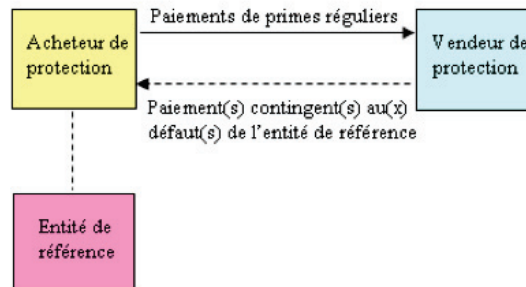 Paiements de primes réguliers
Acheteur de
protection
Vendeur de
protection
Paiement(s) contingent(s) au(x)
défaut(s) de l'entité de référence
Entité de
référence